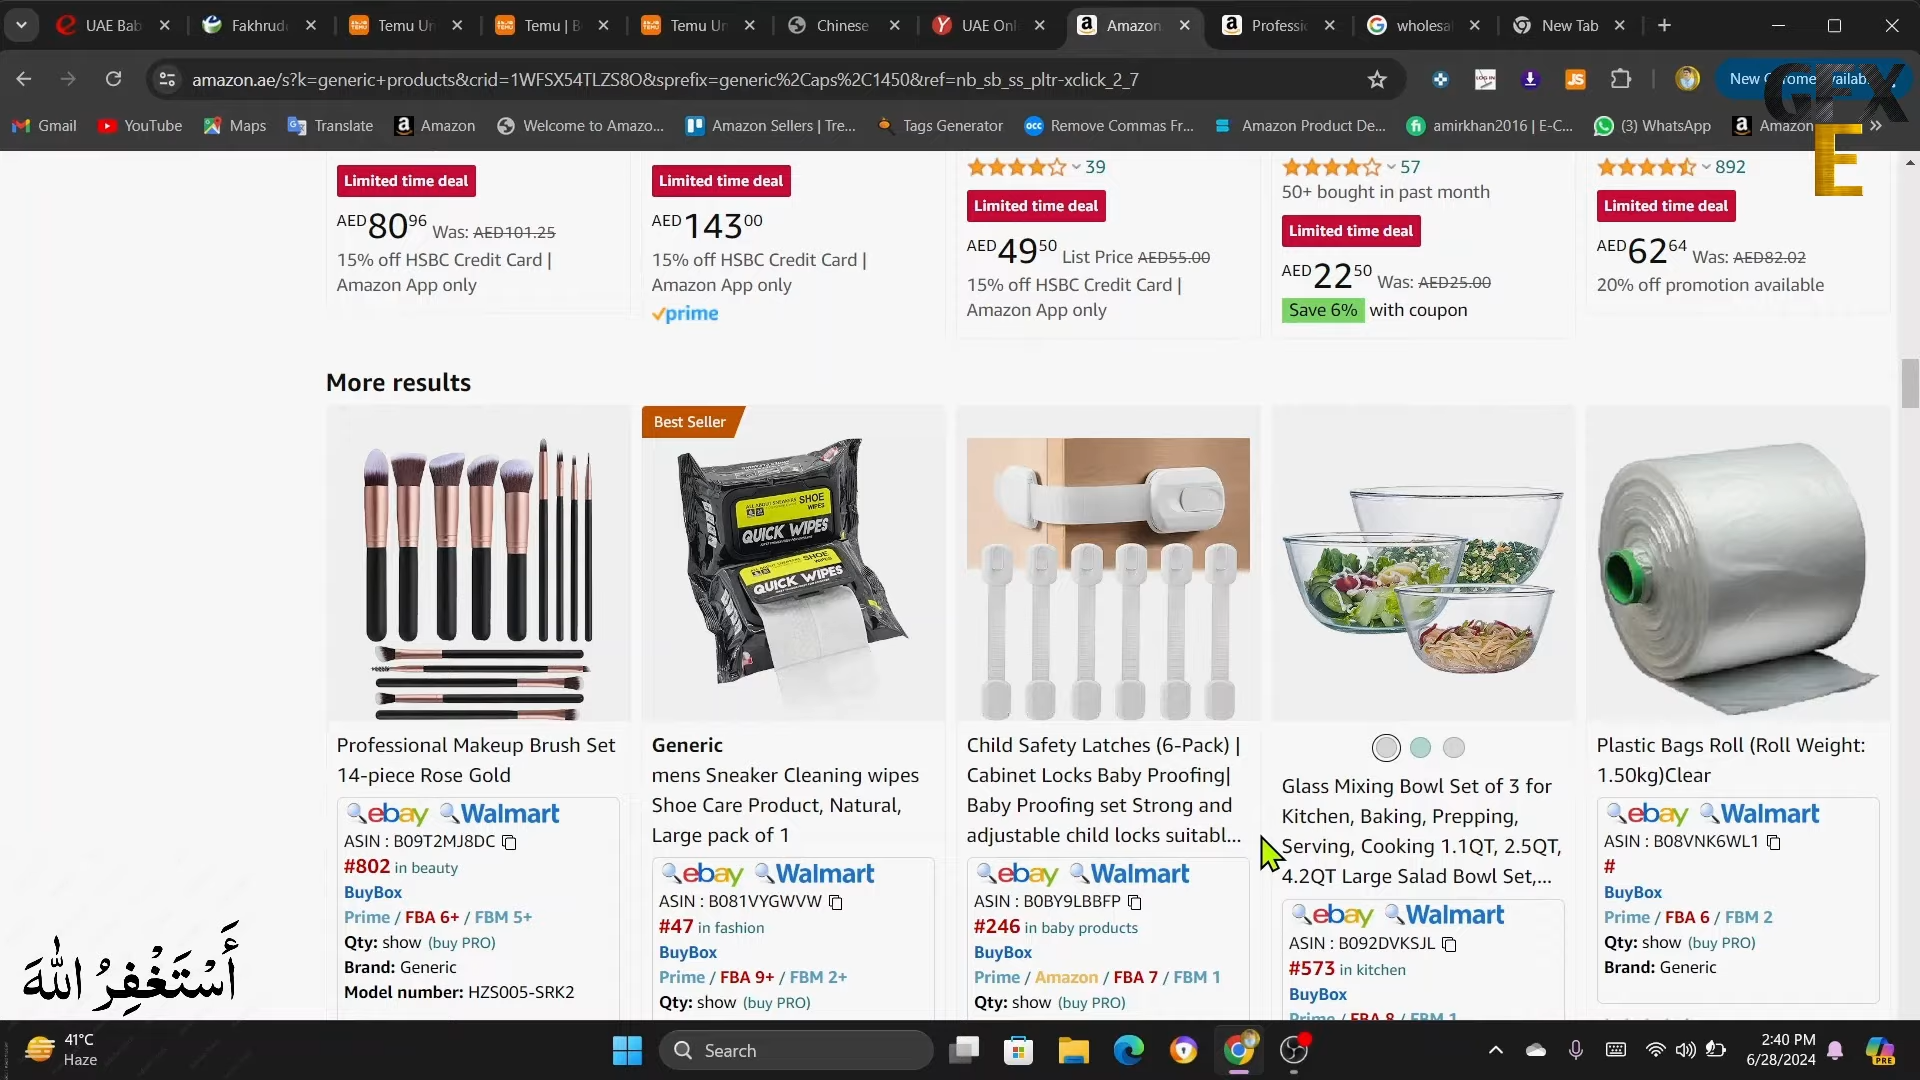 UAE Bab
Fakhrud
Temu Un
Temu | B
Temu Un
Chinese
UAE Onl
Amazon.
Professio
wholesa
New Tab
amazon.ae/s?k=generic+products&crid=1WFSX54TLZS8O&sprefix=generic%2Caps%2C1450&ref=nb_sb_ss_pltr-xclick_2_7
GFX
E
Gmail
YouTube
Maps
Translate
Amazon
Welcome to Amazo...
Amazon Sellers | Tre...
Tags Generator
Remove Commas Fr...
Amazon Product De...
amirkhan2016 | E-C...
(3) WhatsApp
Amazon
Limited time deal
AED 80 96 Was: AED101.25
15% off HSBC Credit Card |
Amazon App only
Limited time deal
AED 143 00
15% off HSBC Credit Card |
Amazon App only
prime
39
Limited time deal
AED 49 50 List Price AED55.00
15% off HSBC Credit Card |
Amazon App only
57
50+ bought in past month
Limited time deal
AED 22 50 Was: AED25.00
Save 6% with coupon
892
Limited time deal
AED 62 64 Was: AED82.02
20% off promotion available
More results
Professional Makeup Brush Set
14-piece Rose Gold
ebay Walmart
ASIN : B09T2MJ8DC
#802 in beauty
BuyBox
Prime / FBA 6+ / FBM 5+
Qty: show (buy PRO)
Brand: Generic
Model number: HZS005-SRK2
Best Seller
SHOE
WIPES
QUICK WIPES
SHOE
WIPES
QUICK WIPES
Generic
mens Sneaker Cleaning wipes
Shoe Care Product, Natural,
Large pack of 1
ebay Walmart
ASIN : B081VYGWVW
#47 in fashion
BuyBox
Prime / FBA 9+ / FBM 2+
Qty: show (buy PRO)
Child Safety Latches (6-Pack) |
Cabinet Locks Baby Proofing|
Baby Proofing set Strong and
adjustable child locks suitabl...
ebay Walmart
ASIN : B0BY9LBBFP
#246 in baby products
BuyBox
Prime / Amazon / FBA 7 / FBM 1
Qty: show (buy PRO)
Glass Mixing Bowl Set of 3 for
Kitchen, Baking, Prepping,
Serving, Cooking 1.1QT, 2.5QT,
4.2QT Large Salad Bowl Set,...
ebay Walmart
ASIN : B092DVKSJL
#573 in kitchen
BuyBox
Prime / FBA 8 / FBM 1
Plastic Bags Roll (Roll Weight:
1.50kg)Clear
ebay Walmart
ASIN : B08VNK6WL1
#
BuyBox
Prime / FBA 6 / FBM 2
Qty: show (buy PRO)
Brand: Generic
أَسْتَغْفِرُ اللهَ
41°C
Haze
Search
2:40 PM
6/28/2024
PRE